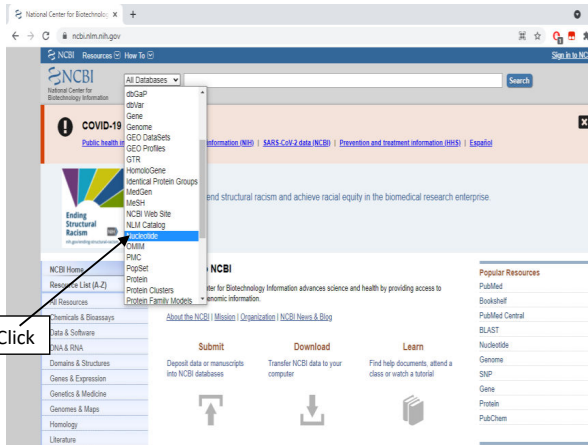 National Center for Biotechnolog
ncbi.nlm.nih.gov
NCBI Resources How To
Sign in to NC
NCBI
National Center for
Biotechnology Information
All Databases
Search
dbGaP
dbVar
Gene
Genome
GEO DataSets
GEO Profiles
GTR
HomoloGene
Identical Protein Groups
MedGen
MeSH
NCBI Web Site
NLM Catalog
Nucleotide
OMIM
PMC
PopSet
Protein
Protein Clusters
Protein Family Models
COVID-19
Public health in
nformation (NIH) | SARS-CoV-2 data (NCBI) | Prevention and treatment information (HHS) | Español
Ending
Structural
Racism
NIH
end structural racism and achieve racial equity in the biomedical research enterprise.
Click
NCBI Home
Resource List (A-Z)
All Resources
Chemicals & Bioassays
Data & Software
DNA & RNA
Domains & Structures
Genes & Expression
Genetics & Medicine
Genomes & Maps
Homology
Literature
NCBI
ter for Biotechnology Information advances science and health by providing access to
enomic information.
About the NCBI | Mission | Organization | NCBI News & Blog
Submit
Deposit data or manuscripts
into NCBI databases
Download
Transfer NCBI data to your
computer
Learn
Find help documents, attend a
class or watch a tutorial
Popular Resources
PubMed
Bookshelf
PubMed Central
BLAST
Nucleotide
Genome
SNP
Gene
Protein
PubChem